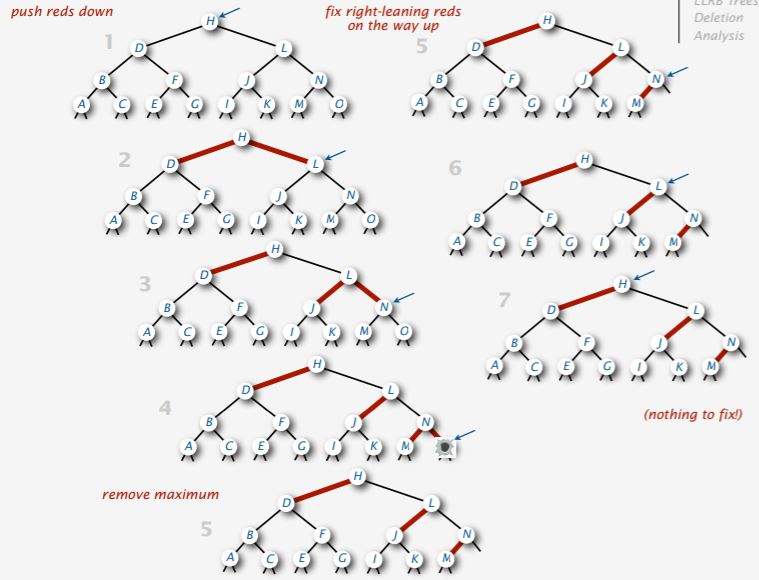 push reds down
1
H
D L
B F J N
A C E G I K M O
2
H
D L
B F J N
A C E G I K M O
3
H
D L
B F J N
A C E G I K M O
4
H
D L
B F J N
A C E G I K M
remove maximum
5
H
D L
B F J N
A C E G I K M
fix right-leaning reds
on the way up
5
H
D L
B F J N
A C E G I K M
6
H
D L
B F J N
A C E G I K M
7
H
D L
B F J N
A C E G I K M
(nothing to fix!)
LLRB Trees
Deletion
Analysis